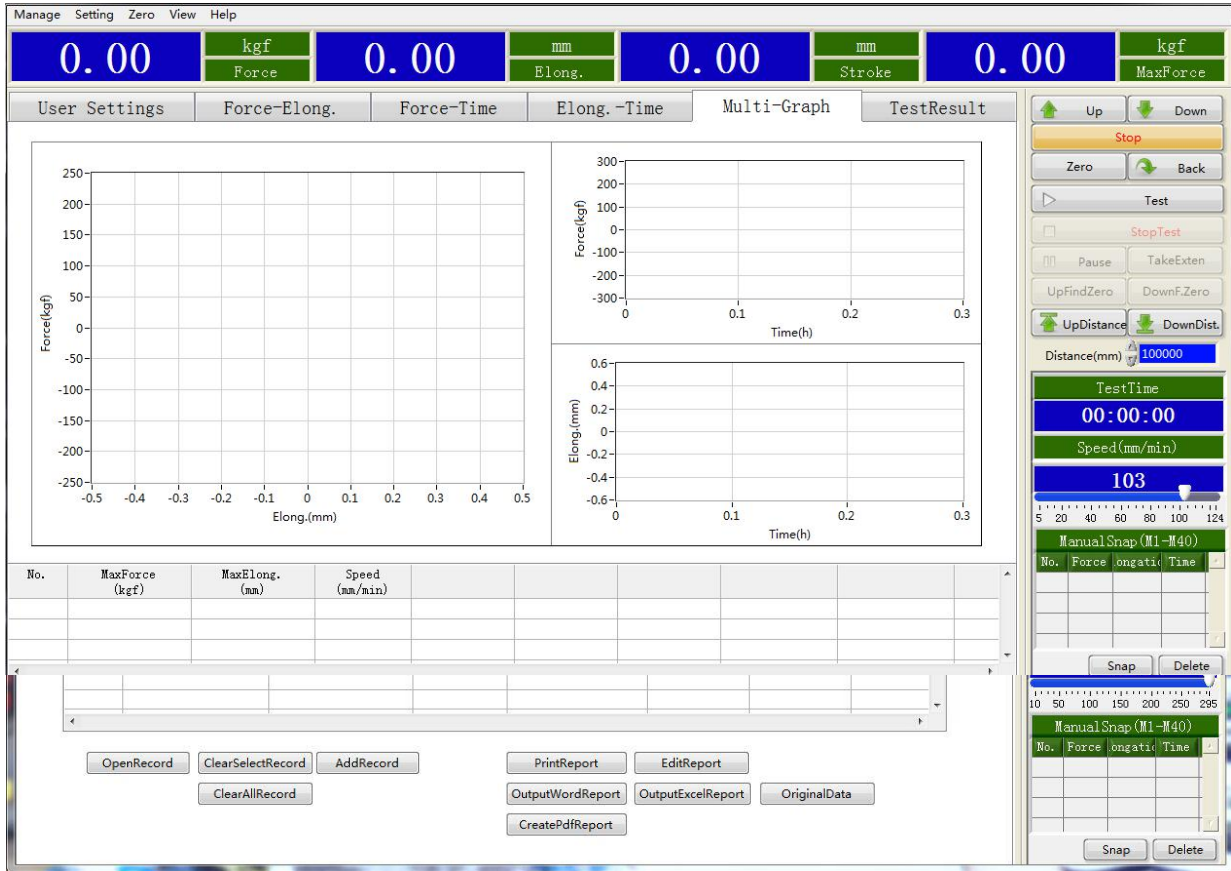 Manage Setting Zero View Help
0.00 kgf Force 0.00 mm Elong. 0.00 mm Stroke 0.00 kgf MaxForce
User Settings Force-Elong. Force-Time Elong.-Time Multi-Graph TestResult
250
200
150
100
50
0
-50
-100
-150
-200
-250
Force(kgf)
-0.5 -0.4 -0.3 -0.2 -0.1 0 0.1 0.2 0.3 0.4 0.5
Elong.(mm)
300
200
100
0
-100
-200
-300
Force(kgf)
0 0.1 0.2 0.3
Time(h)
0.6
0.4
0.2
0
-0.2
-0.4
-0.6
Elong.(mm)
0 0.1 0.2 0.3
Time(h)
Up Down
Stop
Zero Back
Test
StopTest
Pause TakeExten
UpFindZero DownF.Zero
UpDistance DownDist.
Distance(mm) 100000
TestTime
00:00:00
Speed(mm/min)
103
5 20 40 60 80 100 124
ManualSnap(M1-M40)
No. Force ongatic Time
Snap Delete
No. MaxForce MaxElong. Speed
(kgf) (mm) (mm/min)
10 50 100 150 200 250 295
ManualSnap(M1-M40)
No. Force ongatic Time
Snap Delete
OpenRecord ClearSelectRecord AddRecord PrintReport EditReport
ClearAllRecord OutputWordReport OutputExcelReport OriginalData
CreatePdfReport